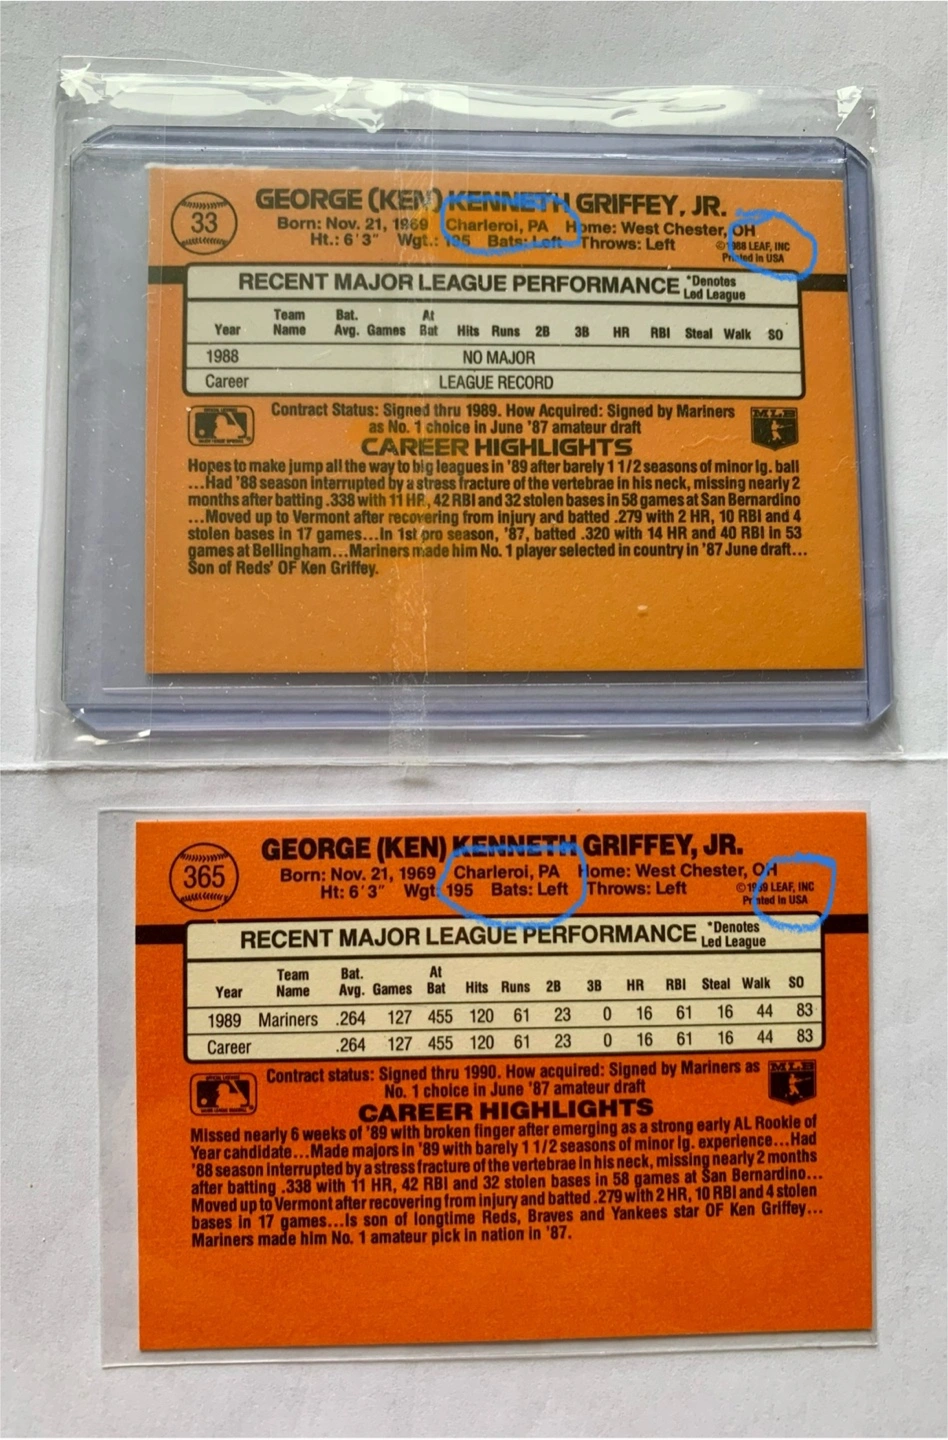 33
GEORGE (KEN) KENNETH GRIFFEY, JR.
Born: Nov. 21, 1969 Charleroi, PA Home: West Chester, OH
Ht.: 6'3" Wgt.: 195 Bats: Left Throws: Left
©1988 LEAF, INC
Printed in USA
RECENT MAJOR LEAGUE PERFORMANCE *Denotes
Led League
Year Team Name Bat. Avg. Games At Bat Hits Runs 2B 3B HR RBI Steal Walk SO
1988 NO MAJOR
Career LEAGUE RECORD
Contract Status: Signed thru 1989. How Acquired: Signed by Mariners
as No. 1 choice in June '87 amateur draft
MLB
CAREER HIGHLIGHTS
Hopes to make jump all the way to big leagues in '89 after barely 1 1/2 seasons of minor lg. ball
...Had '88 season interrupted by a stress fracture of the vertebrae in his neck, missing nearly 2
months after batting .338 with 11 HR, 42 RBI and 32 stolen bases in 58 games at San Bernardino
...Moved up to Vermont after recovering from injury and batted .279 with 2 HR, 10 RBI and 4
stolen bases in 17 games...In 1st pro season, '87, batted .320 with 14 HR and 40 RBI in 53
games at Bellingham...Mariners made him No. 1 player selected in country in '87 June draft...
Son of Reds' OF Ken Griffey.
365
GEORGE (KEN) KENNETH GRIFFEY, JR.
Born: Nov. 21, 1969 Charleroi, PA Home: West Chester, OH
Ht: 6'3" Wgt: 195 Bats: Left Throws: Left
©1989 LEAF, INC
Printed in USA
RECENT MAJOR LEAGUE PERFORMANCE *Denotes
Led League
Year Team Name Bat. Avg. Games At Bat Hits Runs 2B 3B HR RBI Steal Walk SO
1989 Mariners .264 127 455 120 61 23 0 16 61 16 44 83
Career .264 127 455 120 61 23 0 16 61 16 44 83
Contract status: Signed thru 1990. How acquired: Signed by Mariners as
No. 1 choice in June '87 amateur draft
MLB
CAREER HIGHLIGHTS
Missed nearly 6 weeks of '89 with broken finger after emerging as a strong early AL Rookie of
Year candidate...Made majors in '89 with barely 1 1/2 seasons of minor lg. experience...Had
'88 season interrupted by a stress fracture of the vertebrae in his neck, missing nearly 2 months
after batting .338 with 11 HR, 42 RBI and 32 stolen bases in 58 games at San Bernardino...
Moved up to Vermont after recovering from injury and batted .279 with 2 HR, 10 RBI and 4 stolen
bases in 17 games...Is son of longtime Reds, Braves and Yankees star OF Ken Griffey...
Mariners made him No. 1 amateur pick in nation in '87.